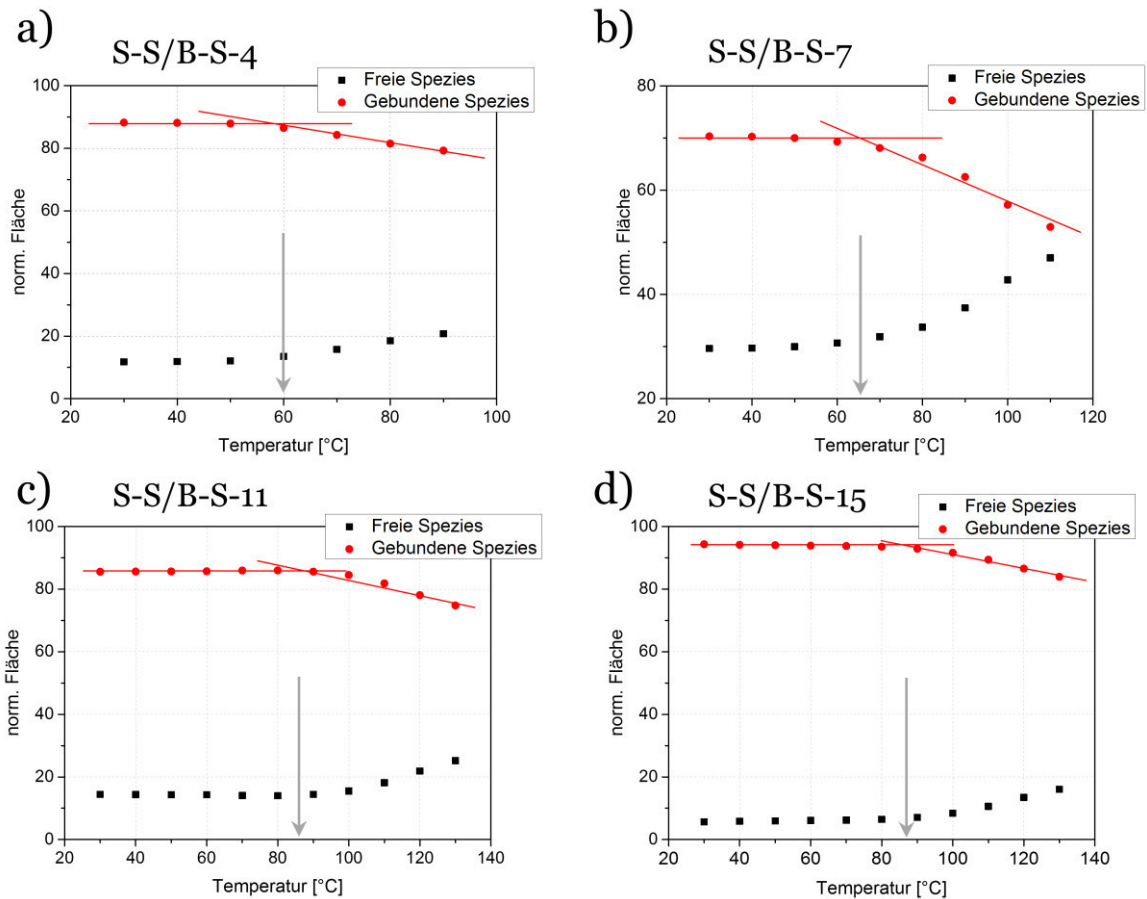 a)
S-S/B-S-4
Freie Spezies
Gebundene Spezies
100
80
60
40
20
0
norm. Fläche
20 40 60 80 100
Temperatur [°C]
b)
S-S/B-S-7
Freie Spezies
Gebundene Spezies
80
70
60
50
40
30
20
norm. Fläche
20 40 60 80 100 120
Temperatur [°C]
c)
S-S/B-S-11
Freie Spezies
Gebundene Spezies
100
80
60
40
20
0
norm. Fläche
20 40 60 80 100 120 140
Temperatur [°C]
d)
S-S/B-S-15
Freie Spezies
Gebundene Spezies
100
80
60
40
20
0
norm. Fläche
20 40 60 80 100 120 140
Temperatur [°C]